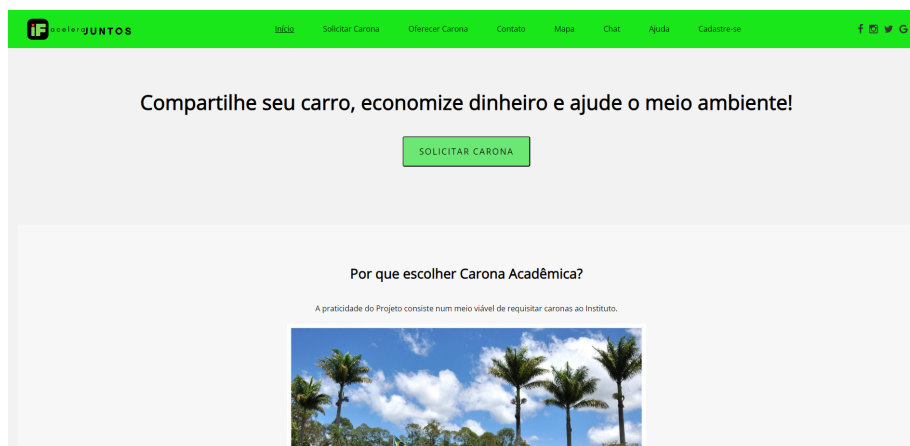 iF aceleraJUNTOS
Início Solicitar Carona Oferecer Carona Contato Mapa Chat Ajuda Cadastre-se
Compartilhe seu carro, economize dinheiro e ajude o meio ambiente!
SOLICITAR CARONA
Por que escolher Carona Acadêmica?
A praticidade do Projeto consiste num meio viável de requisitar caronas ao Instituto.